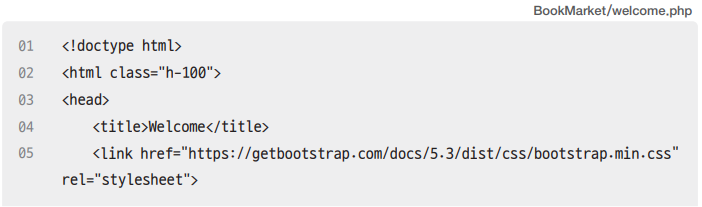 BookMarket/welcome.php
01 <!doctype html>
02 <html class="h-100">
03 <head>
04 <title>Welcome</title>
05 <link href="https://getbootstrap.com/docs/5.3/dist/css/bootstrap.min.css"
rel="stylesheet">